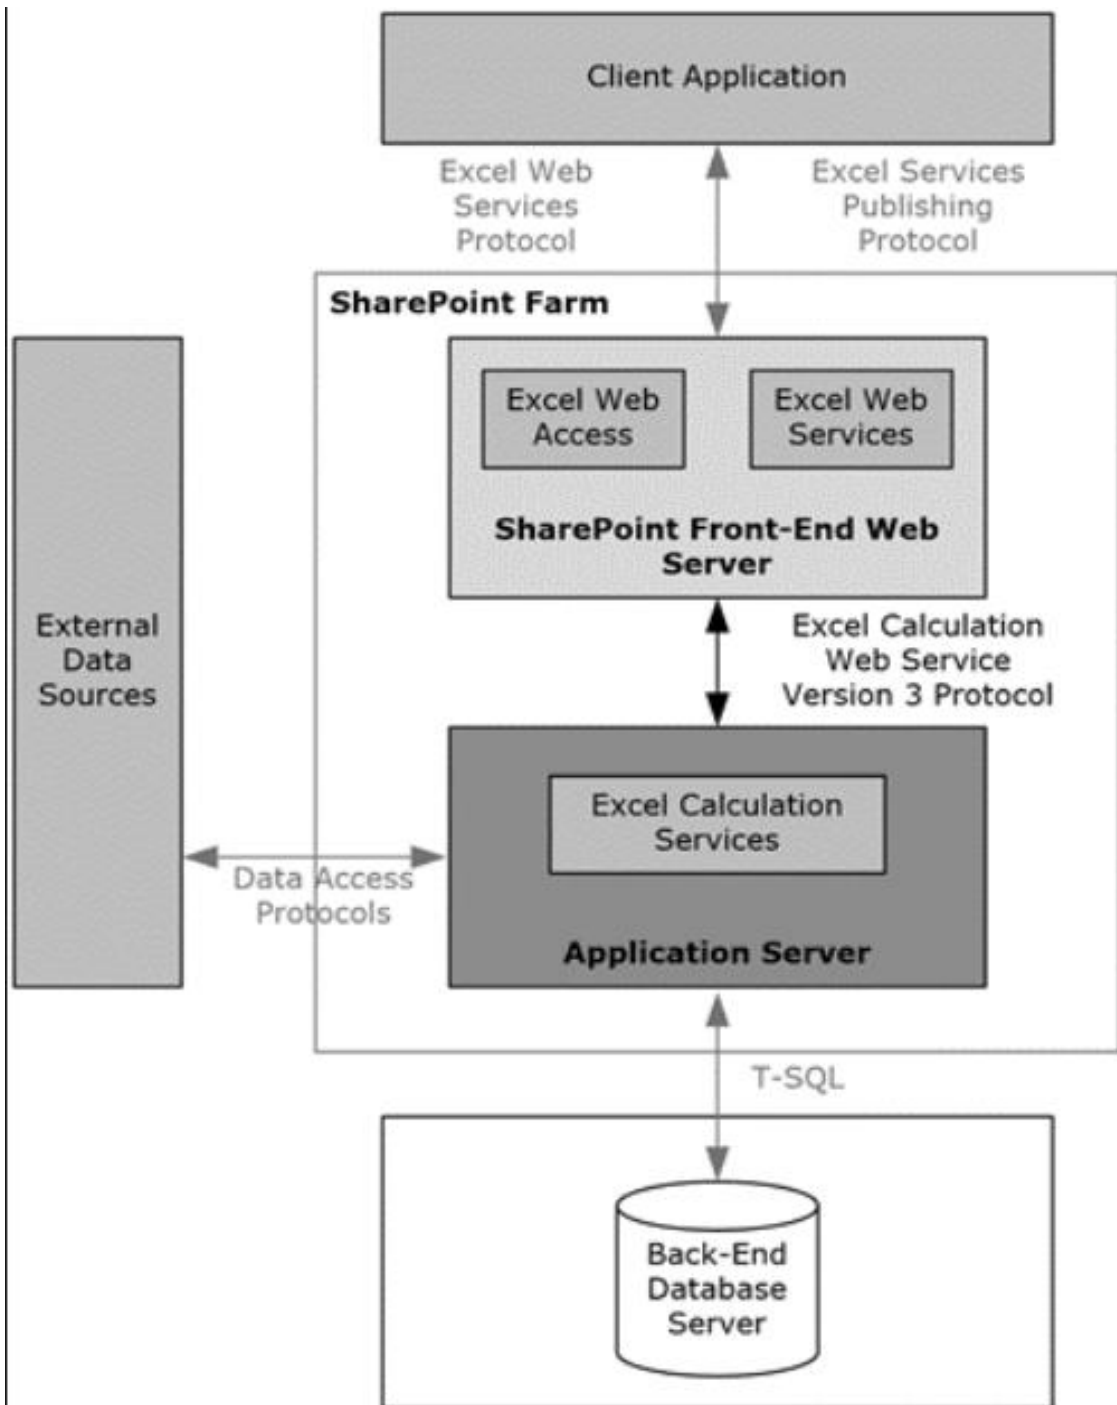 Client Application
Excel Web
Services
Protocol
Excel Services
Publishing
Protocol
SharePoint Farm
Excel Web
Access
Excel Web
Services
SharePoint Front-End Web
Server
External
Data
Sources
Excel Calculation
Web Service
Version 3 Protocol
Excel Calculation
Services
Data Access
Protocols
Application Server
T-SQL
Back-End
Database
Server